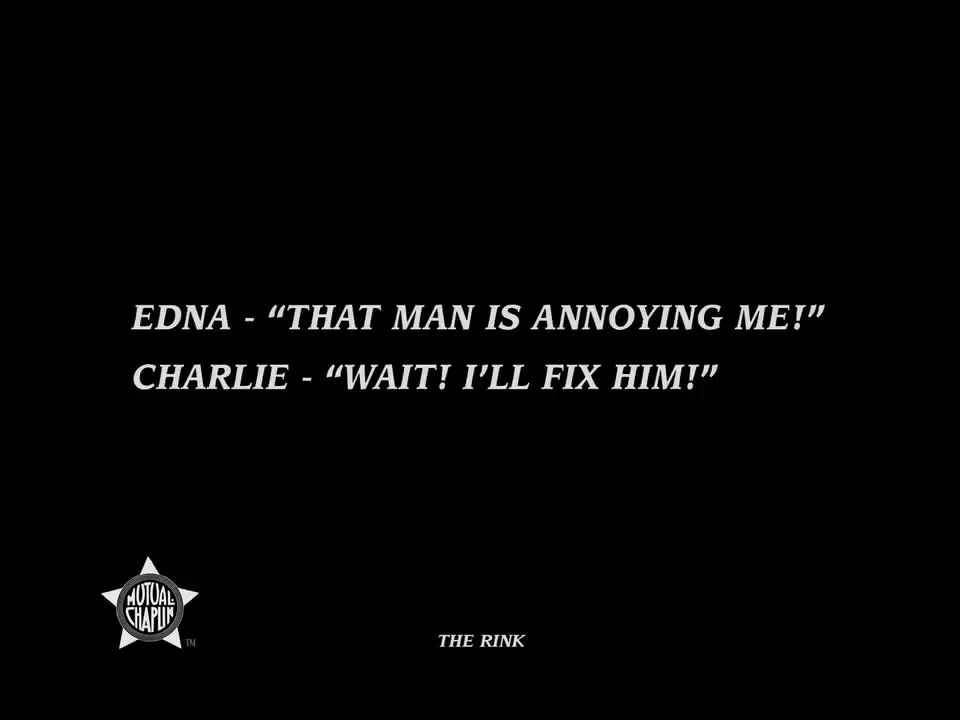 EDNA - “THAT MAN IS ANNOYING ME!”
CHARLIE - “WAIT! I’LL FIX HIM!”
MUTUAL-
CHAPLIN
TM
THE RINK